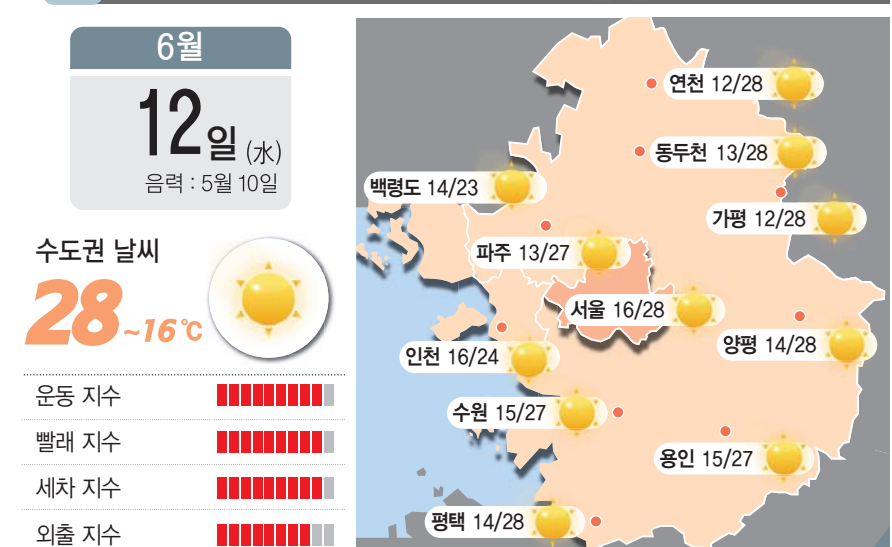 6월
12일 (水)
음력 : 5월 10일
수도권 날씨
28~16℃
운동 지수
빨래 지수
세차 지수
외출 지수
연천 12/28
동두천 13/28
백령도 14/23
가평 12/28
파주 13/27
서울 16/28
양평 14/28
인천 16/24
수원 15/27
용인 15/27
평택 14/28